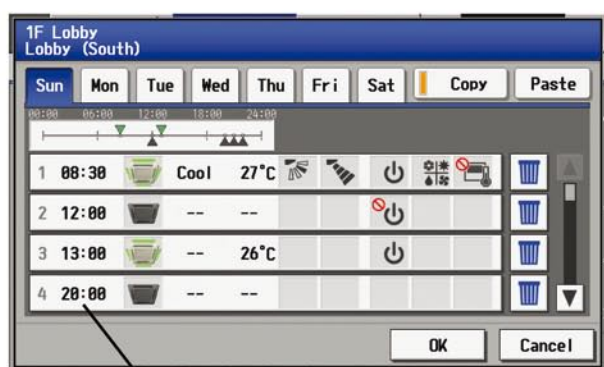 1F Lobby
Lobby (South)
Sun Mon Tue Wed Thu Fri Sat Copy Paste
00:00 06:00 12:00 18:00 24:00
1 08:30 Cool 27°C
2 12:00 -- --
3 13:00 -- 26°C
4 20:00 -- --
OK Cancel